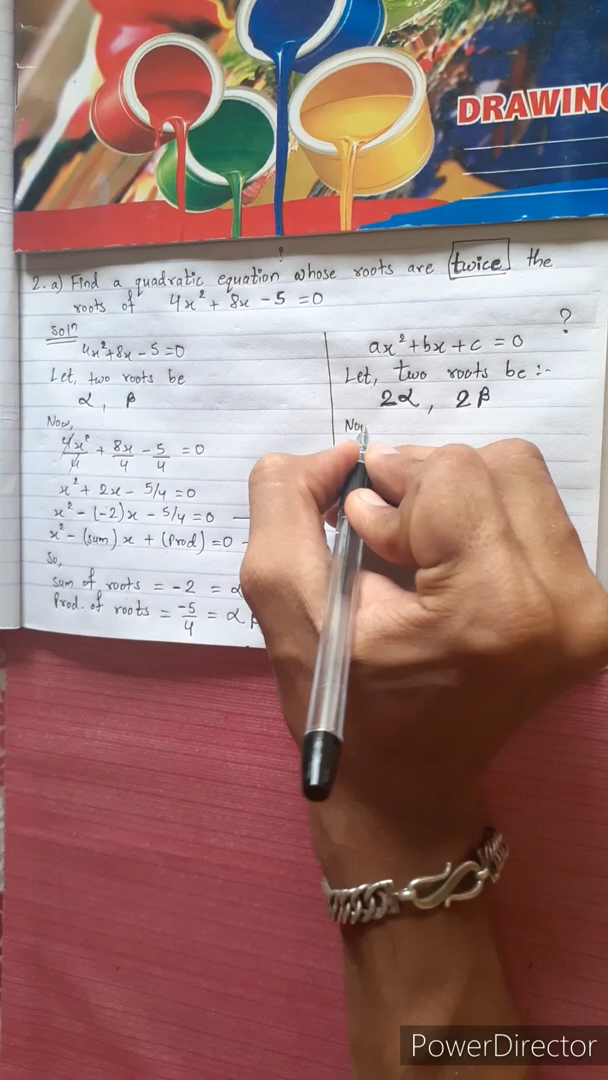 DRAWING
?
2. a) Find a quadratic equation whose roots are twice the
roots of 4x² + 8x - 5 = 0
Solⁿ
4x² + 8x - 5 = 0
Let, two roots be
α, β
Now,
4x²/4 + 8x/4 - 5/4 = 0
x² + 2x - 5/4 = 0
x² - (-2)x - 5/4 = 0 —
x² - (sum) x + (Prod) = 0 -
So,
sum of roots = -2 = α
Prod. of roots = -5/4 = α.β
?
ax² + bx + c = 0
Let, two roots be :-
2α, 2β
Now
PowerDirector